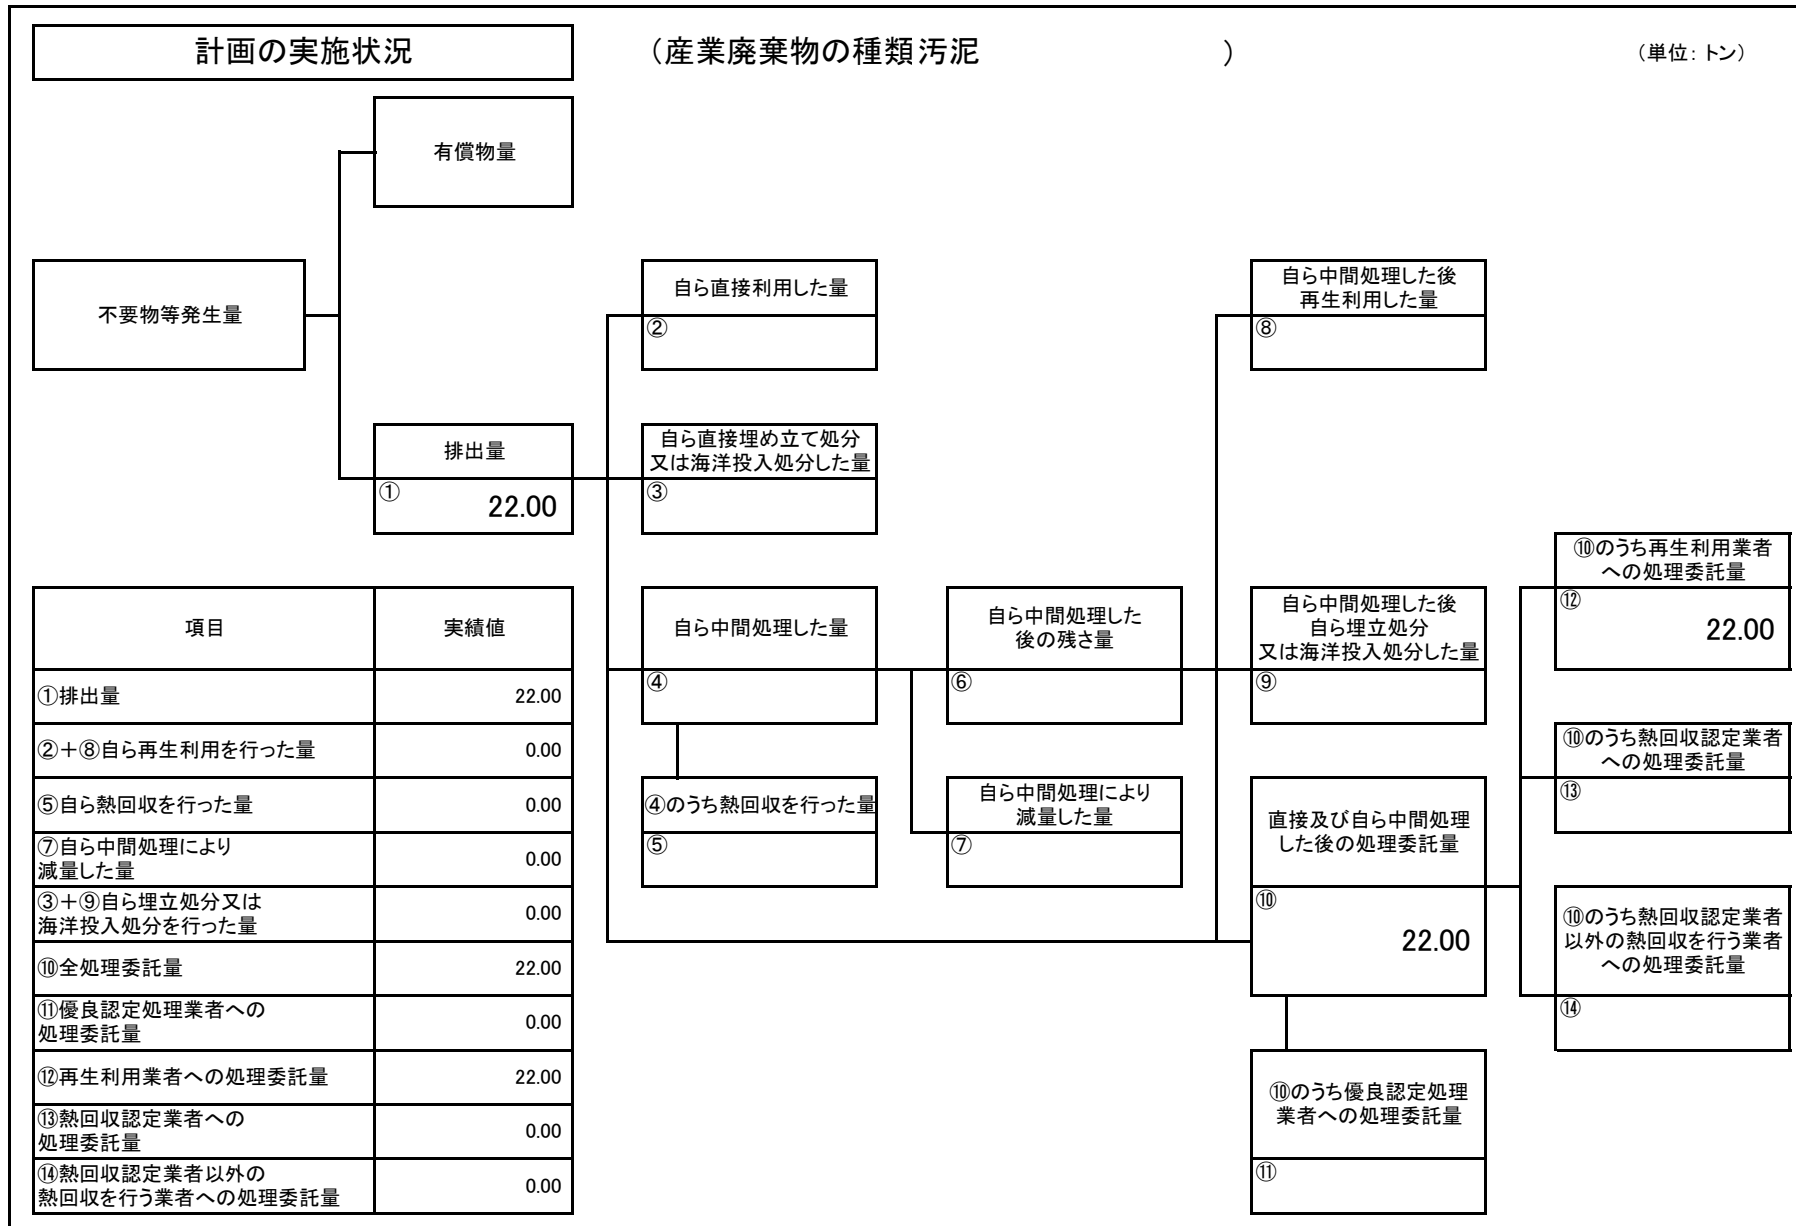 計画の実施状況
（産業廃棄物の種類汚泥　　　　　　　　）
（単位：トン）
有償物量
不要物等発生量
自ら直接利用した量
②
自ら中間処理した後
再生利用した量
⑧
排出量
① 22.00
自ら直接埋め立て処分
又は海洋投入処分した量
③
⑩のうち再生利用業者
への処理委託量
⑫
22.00
自ら中間処理した量
④
自ら中間処理した
後の残さ量
⑥
自ら中間処理した後
自ら埋立処分
又は海洋投入処分した量
⑨
⑩のうち熱回収認定業者
への処理委託量
⑬
④のうち熱回収を行った量
⑤
自ら中間処理により
減量した量
⑦
直接及び自ら中間処理
した後の処理委託量
⑩
22.00
⑩のうち熱回収認定業者
以外の熱回収を行う業者
への処理委託量
⑭
⑩のうち優良認定処理
業者への処理委託量
⑪
項目 実績値
①排出量 22.00
②＋⑧自ら再生利用を行った量 0.00
⑤自ら熱回収を行った量 0.00
⑦自ら中間処理により
減量した量 0.00
③＋⑨自ら埋立処分又は
海洋投入処分を行った量 0.00
⑩全処理委託量 22.00
⑪優良認定処理業者への
処理委託量 0.00
⑫再生利用業者への処理委託量 22.00
⑬熱回収認定業者への
処理委託量 0.00
⑭熱回収認定業者以外の
熱回収を行う業者への処理委託量 0.00